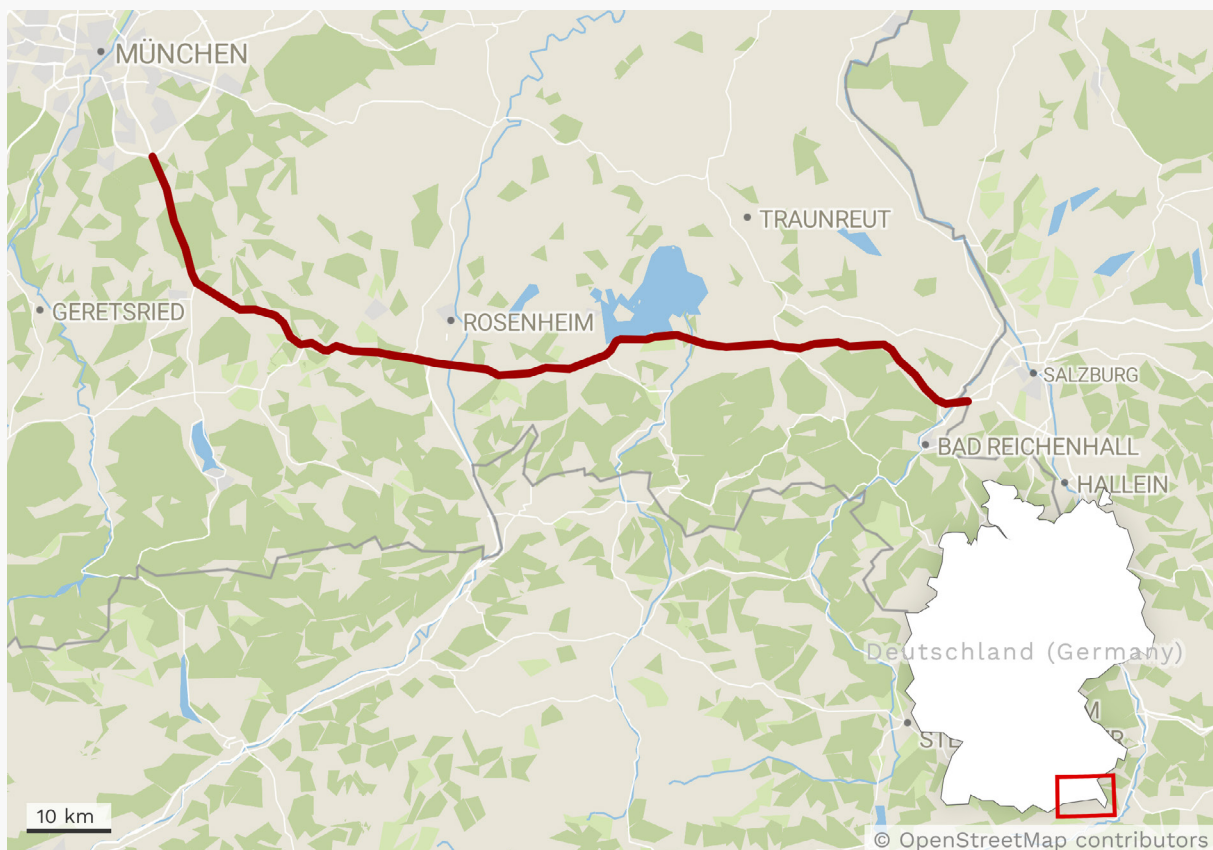 MÜNCHEN
TRAUNREUT
GERETSRIED
ROSENHEIM
SALZBURG
BAD REICHENHALL
HALLEIN
Deutschland (Germany)
10 km
© OpenStreetMap contributors